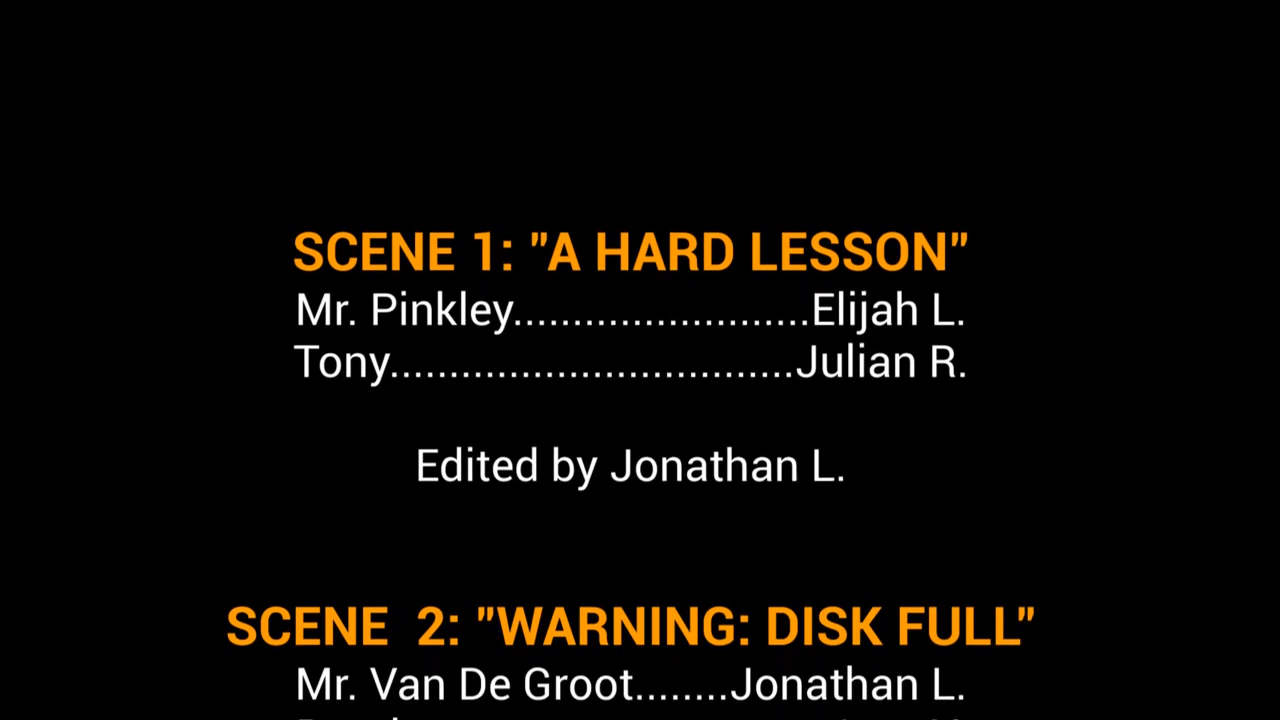 SCENE 1: "A HARD LESSON"
Mr. Pinkley.........................Elijah L.
Tony..................................Julian R.
Edited by Jonathan L.
SCENE  2: "WARNING: DISK FULL"
Mr. Van De Groot........Jonathan L.